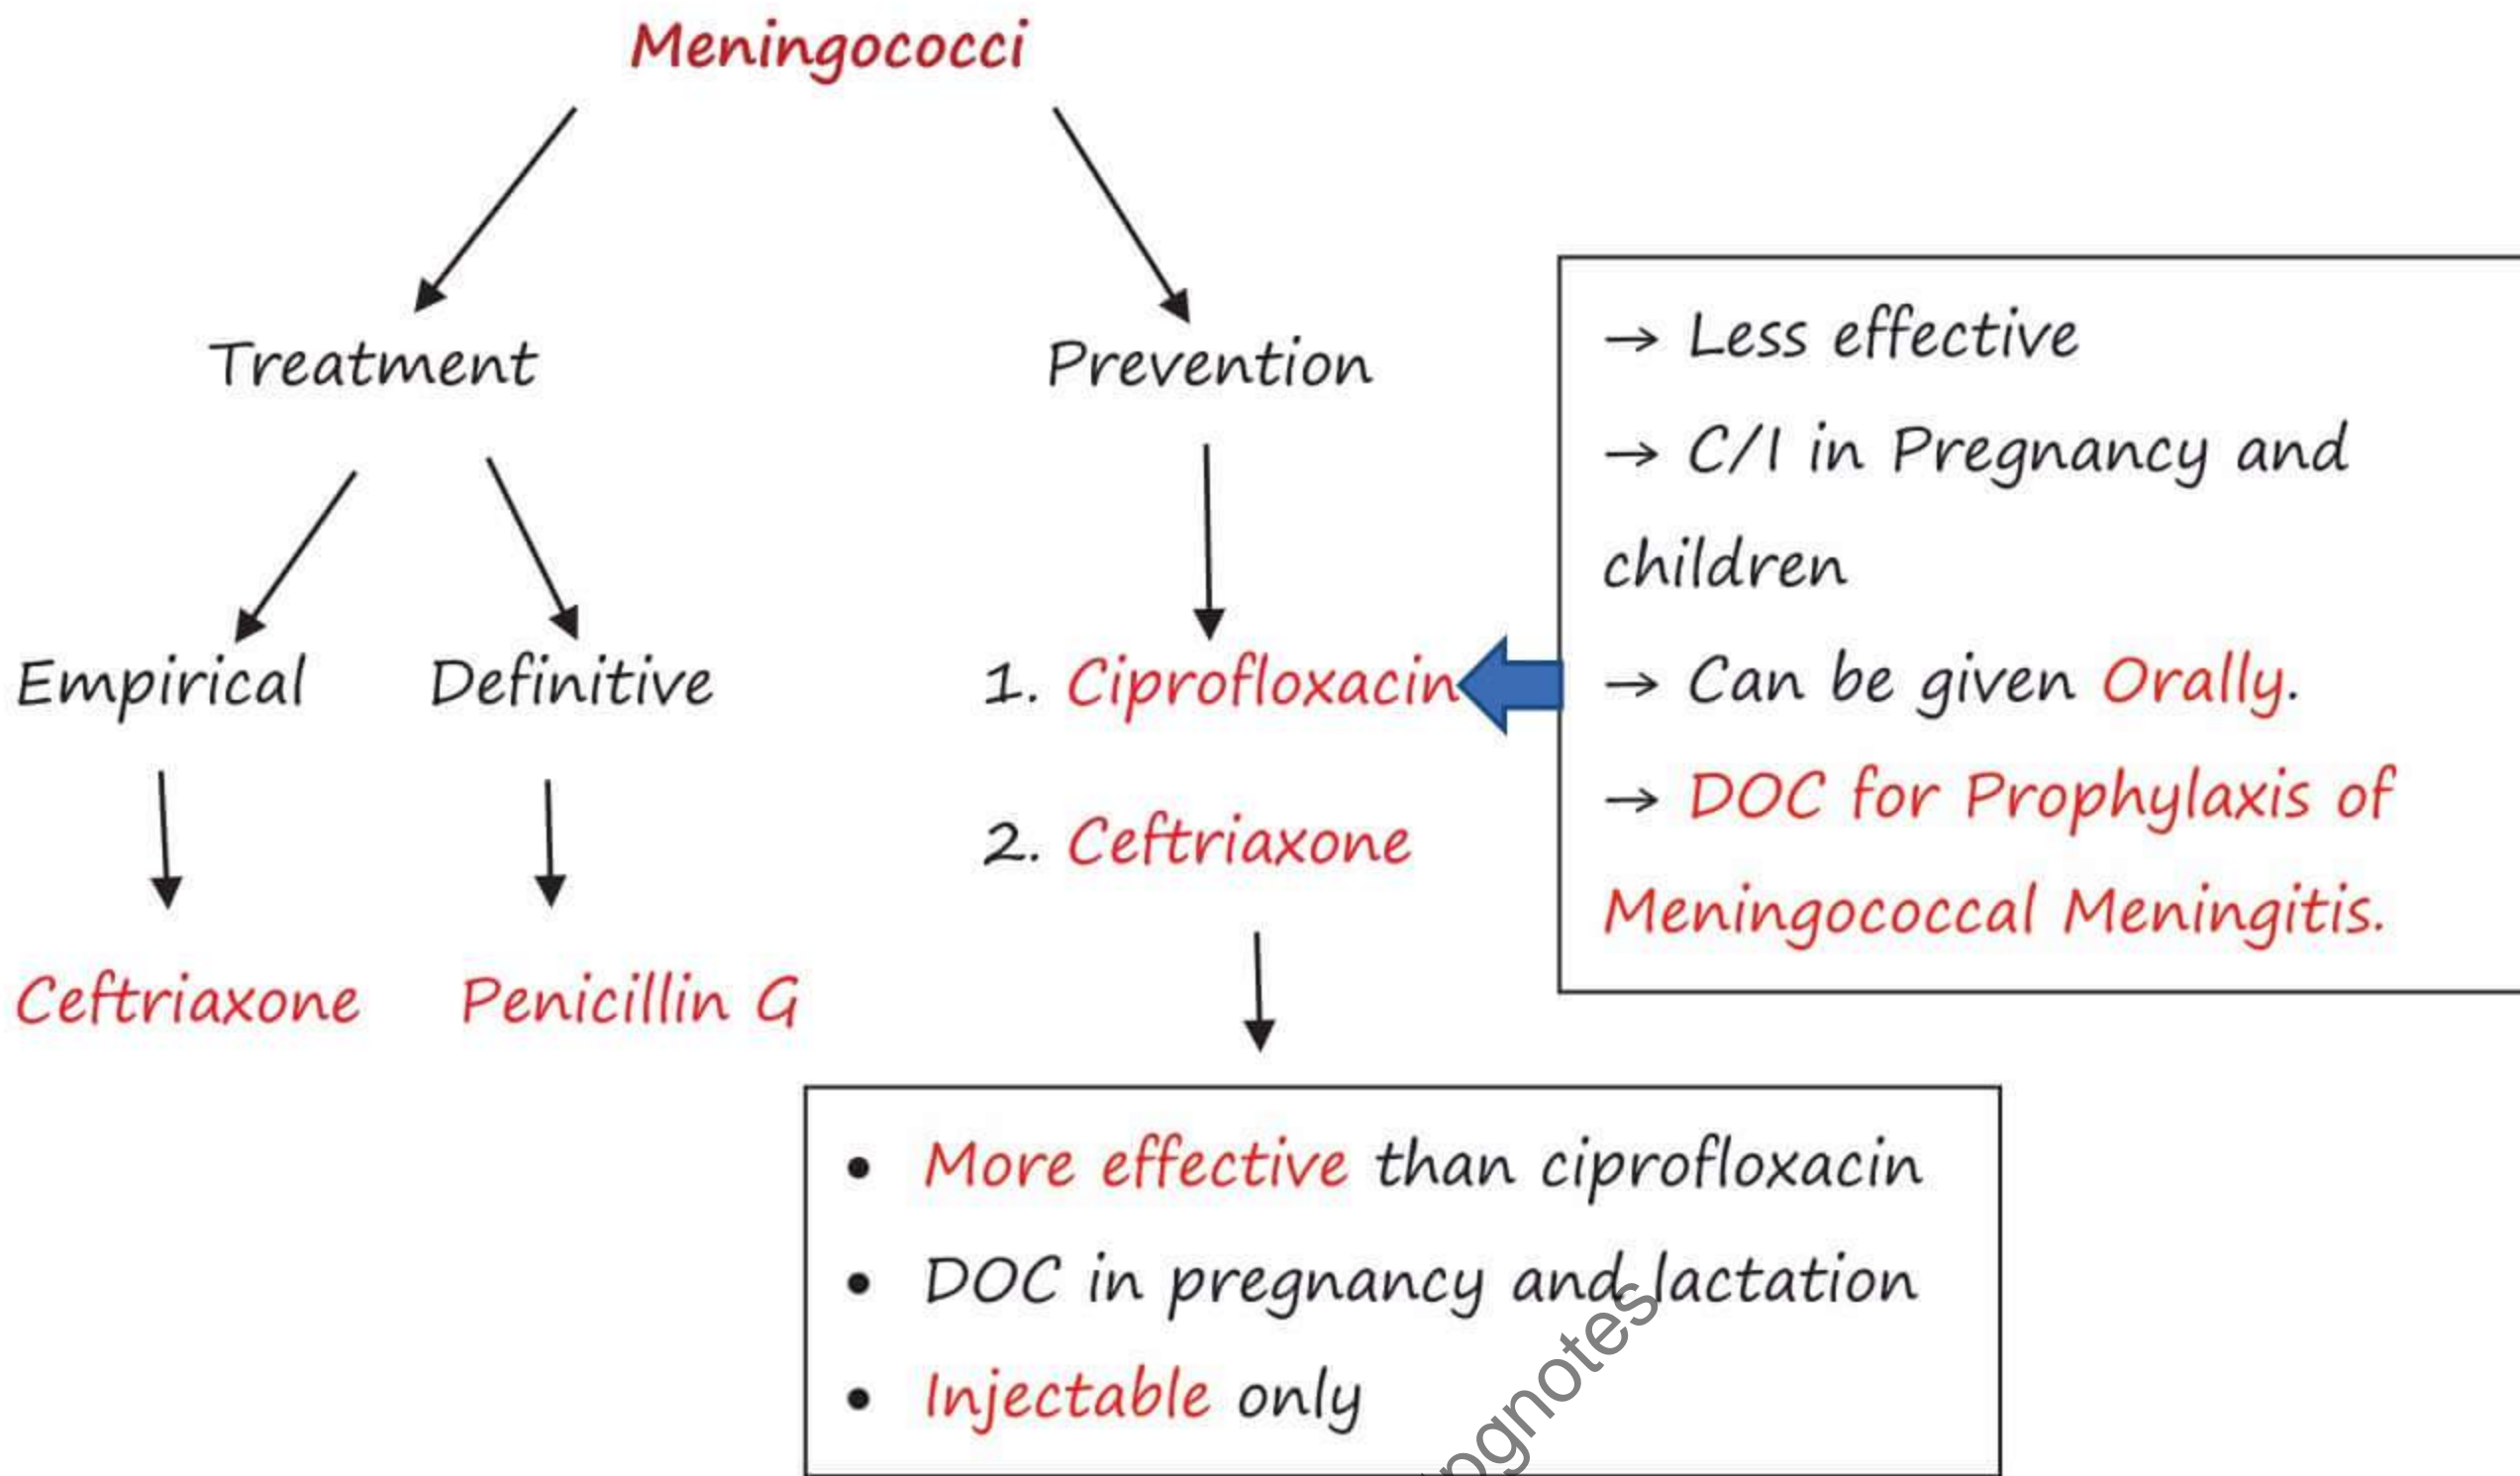 Meningococci
Treatment
Prevention
Empirical
Definitive
Ceftriaxone
Penicillin G
1. Ciprofloxacin
2. Ceftriaxone
→ Less effective
→ C/I in Pregnancy and
children
→ Can be given Orally.
→ DOC for Prophylaxis of
Meningococcal Meningitis.
• More effective than ciprofloxacin
• DOC in pregnancy and lactation
• Injectable only
pgnotes